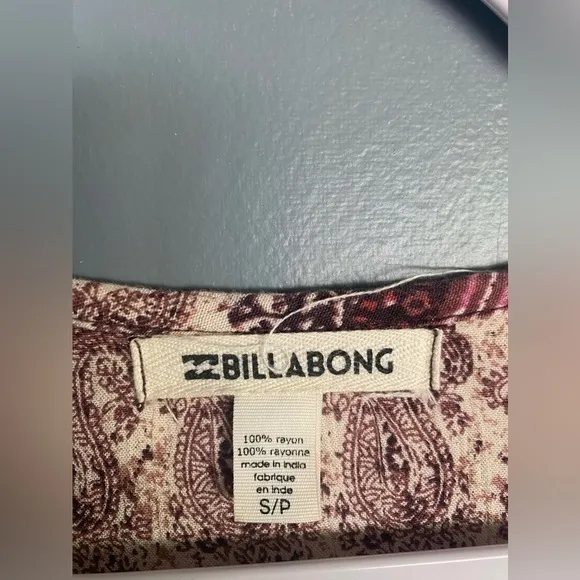 BILLABONG
100% rayon
100% rayonne
made in india
fabrique
en inde
S/P